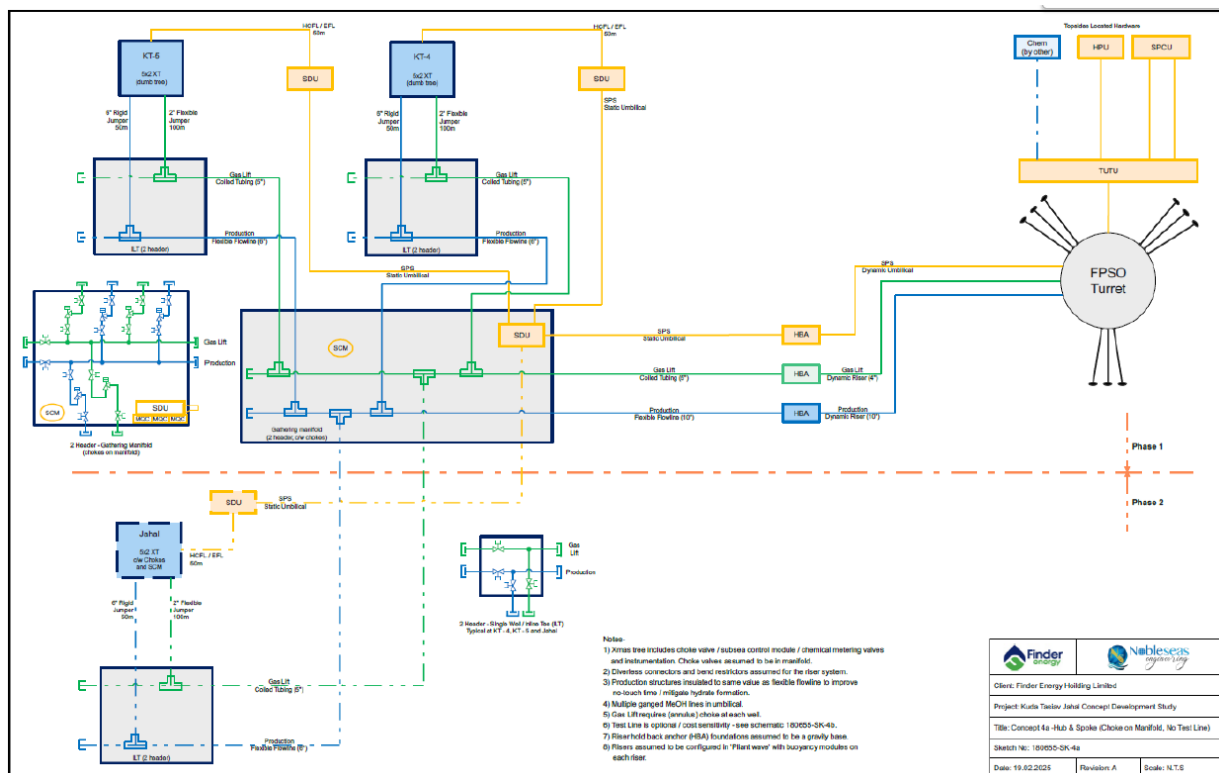 HCFL / EFL
60m
HCFL / EFL
60m
Topsides Located Hardware
Chem
(by other)
HPU
SPCU
KT-5
5x2 XT
(dumb tree)
SDU
KT-4
5x2 XT
(dumb tree)
SDU
SPS
Static Umbilical
6" Rigid
Jumper
50m
2" Flexible
Jumper
100m
6" Rigid
Jumper
50m
2" Flexible
Jumper
100m
TUTU
Gas Lift
Coiled Tubing (5")
Gas Lift
Coiled Tubing (5")
Production
Flexible Flowline (8")
Production
Flexible Flowline (8")
ILT (2 header)
ILT (2 header)
SPS
Static Umbilical
SPS
Dynamic Umbilical
FPSO
Turret
Gas Lift
Production
SCM
SDU
MQC MQC MQC
2 Header - Gathering Manifold
(chokes on manifold)
SCM
SDU
SPS
Static Umbilical
HBA
Gas Lift
Coiled Tubing (5")
HBA
Gas Lift
Dynamic Riser (4")
Production
Flexible Flowline (10")
HBA
Production
Dynamic Riser (10")
Gathering manifold
(2 header, c/w chokes)
Phase 1
Phase 2
SDU
SPS
Static Umbilical
Jahal
5x2 XT
c/w Chokes
and SCM
HCFL / EFL
60m
6" Rigid
Jumper
50m
2" Flexible
Jumper
100m
Gas
Lift
Production
2 Header - Single Well / Inline Tee (ILT)
Typical at KT - 4, KT - 5 and Jahal
Gas Lift
Coiled Tubing (5")
Production
Flexible Flowline (8")
ILT (2 header)
Notes-
1) Xmas tree includes choke valve / subsea control module / chemical metering valves
and instrumentation. Choke valves assumed to be in manifold.
2) Diverless connectors and bend restrictors assumed for the riser system.
3) Production structures insulated to same value as flexible flowline to improve
no-touch time / mitigate hydrate formation.
4) Multiple ganged MeOH lines in umbilical.
5) Gas Lift requires (annulus) choke at each well.
6) Test Line is optional / cost sensitivity - see schematic 180655-SK-4b.
7) Riser hold back anchor (HBA) foundations assumed to be a gravity base.
8) Risers assumed to be configured in 'Pliant wave' with buoyancy modules on
each riser.
Finder
energy
Nobleseas
engineering
Client: Finder Energy Holding Limited
Project: Kuda Tasiav Jahal Concept Development Study
Title: Concept 4a -Hub & Spoke (Choke on Manifold, No Test Line)
Sketch No: 180655-SK-4a
Date: 19.02.2025
Revision: A
Scale: N.T.S